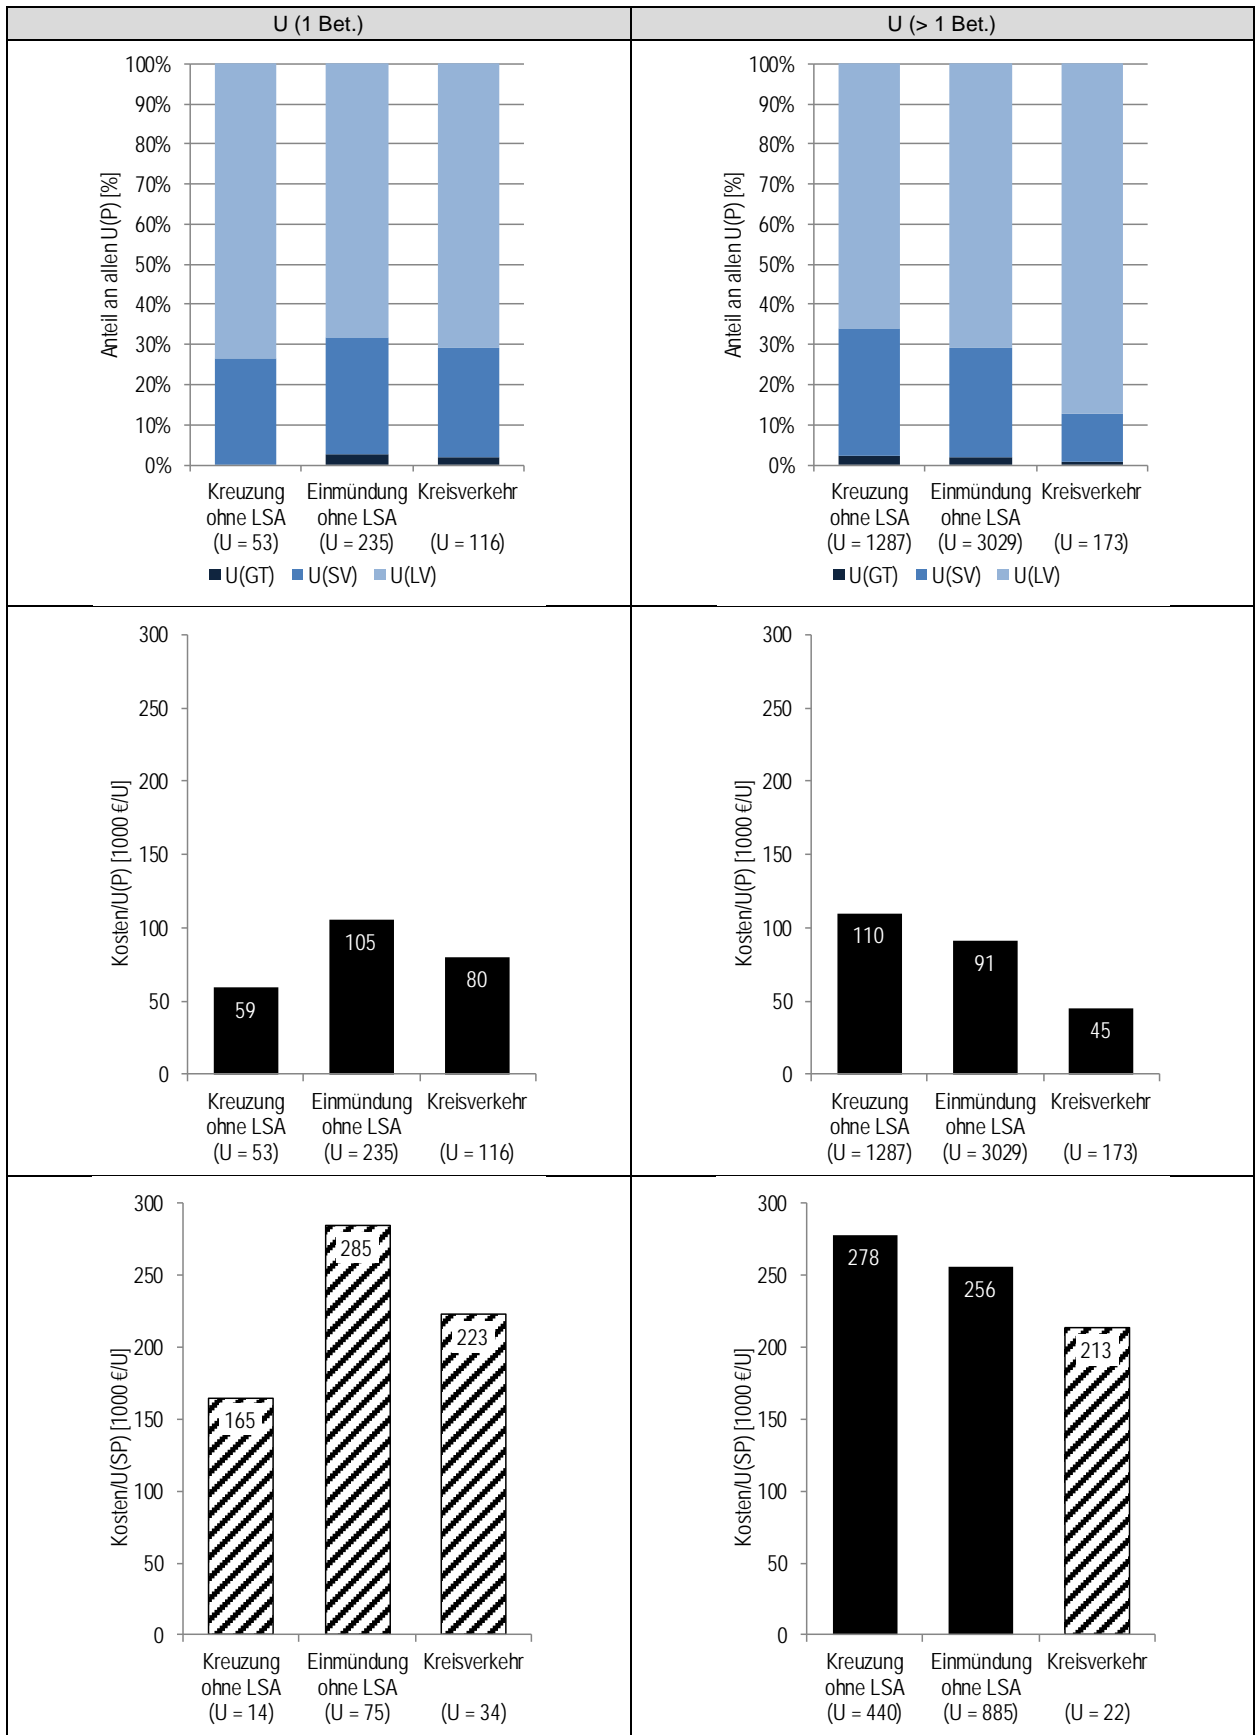 U (1 Bet.)
U (> 1 Bet.)
Anteil an allen U(P) [%]
100%
90%
80%
70%
60%
50%
40%
30%
20%
10%
0%
Kreuzung Einmündung Kreisverkehr
ohne LSA ohne LSA
(U = 53) (U = 235) (U = 116)
U(GT) U(SV) U(LV)
Anteil an allen U(P) [%]
100%
90%
80%
70%
60%
50%
40%
30%
20%
10%
0%
Kreuzung Einmündung Kreisverkehr
ohne LSA ohne LSA
(U = 1287) (U = 3029) (U = 173)
U(GT) U(SV) U(LV)
Kosten/U(P) [1000 €/U]
300
250
200
150
100
50
0
59
105
80
Kreuzung Einmündung Kreisverkehr
ohne LSA ohne LSA
(U = 53) (U = 235) (U = 116)
Kosten/U(P) [1000 €/U]
300
250
200
150
100
50
0
110
91
45
Kreuzung Einmündung Kreisverkehr
ohne LSA ohne LSA
(U = 1287) (U = 3029) (U = 173)
Kosten/U(SP) [1000 €/U]
300
250
200
150
100
50
0
165
285
223
Kreuzung Einmündung Kreisverkehr
ohne LSA ohne LSA
(U = 14) (U = 75) (U = 34)
Kosten/U(SP) [1000 €/U]
300
250
200
150
100
50
0
278
256
213
Kreuzung Einmündung Kreisverkehr
ohne LSA ohne LSA
(U = 440) (U = 885) (U = 22)